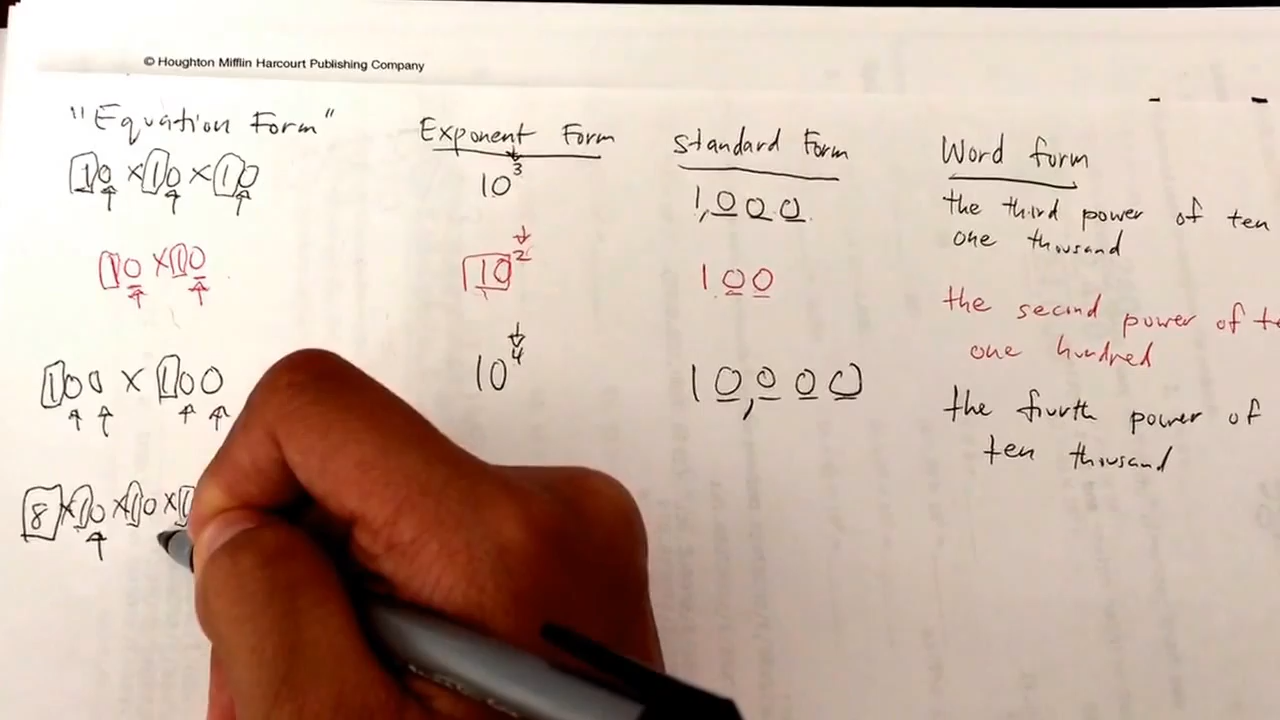 © Houghton Mifflin Harcourt Publishing Company
"Equation Form" Exponent Form Standard Form Word form
10 × 10 × 10 10³ 1,000 the third power of ten
one thousand
10 × 10 10² 100 the second power of
one hundred
100 × 100 10⁴ 10,000 the fourth power of
ten thousand
8 × 10 × 10 ×